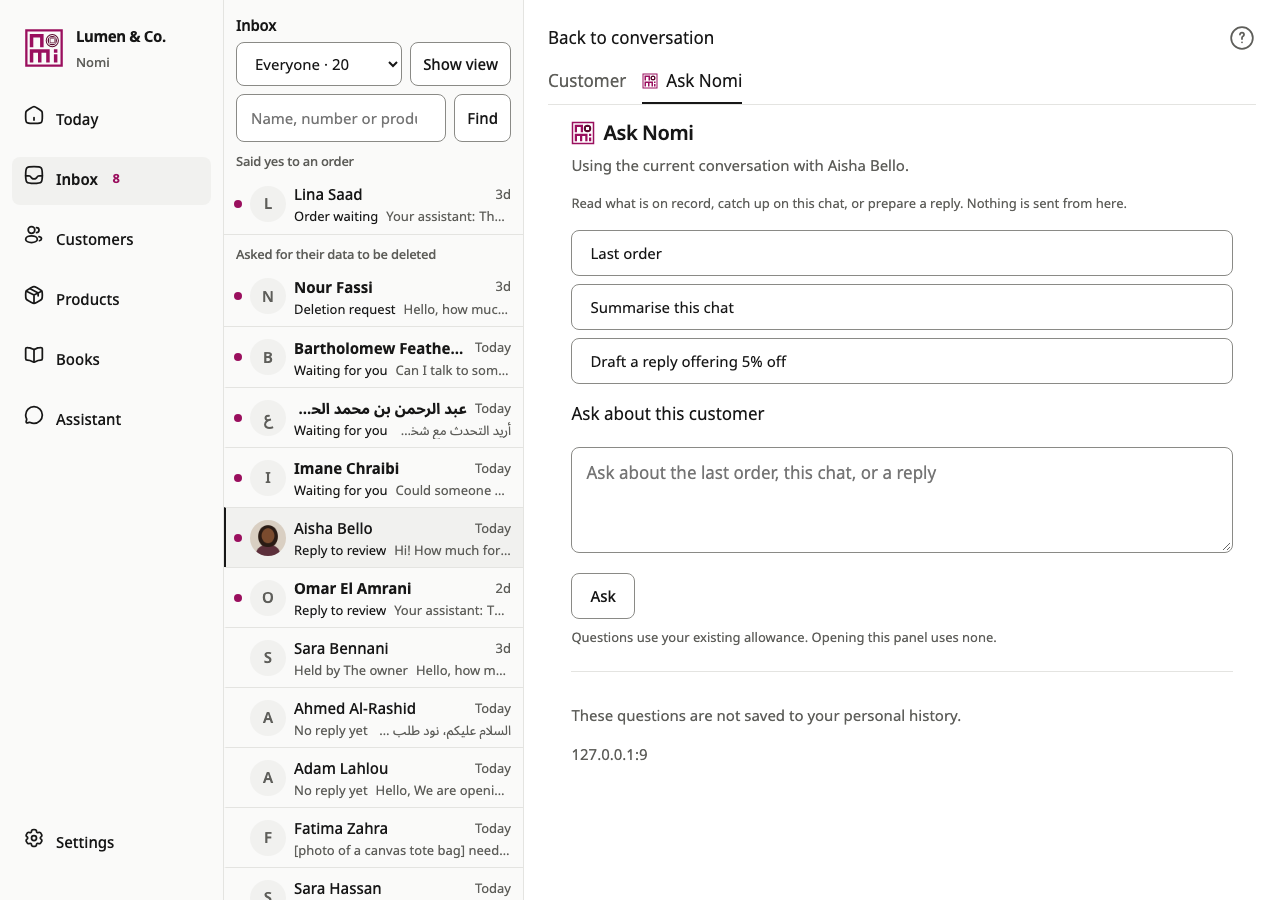 Lumen & Co.
Nomi
Today
Inbox 8
Customers
Products
Books
Assistant
Settings
Inbox
Everyone · 20
Show view
Name, number or produ
Find
Said yes to an order
L
Lina Saad 3d
Order waiting Your assistant: Th...
Asked for their data to be deleted
N
Nour Fassi 3d
Deletion request Hello, how muc...
B
Bartholomew Feathe... Today
Waiting for you Can I talk to som...
ع
عبد الرحمن بن محمد الح... Today
Waiting for you أريد التحدث مع شخ...
I
Imane Chraibi Today
Waiting for you Could someone ...
Aisha Bello Today
Reply to review Hi! How much for...
O
Omar El Amrani 2d
Reply to review Your assistant: T...
S
Sara Bennani 3d
Held by The owner Hello, how m...
A
Ahmed Al-Rashid Today
No reply yet السلام عليكم، نود طلب ...
A
Adam Lahlou Today
No reply yet Hello, We are openi...
F
Fatima Zahra Today
[photo of a canvas tote bag] need...
S
Sara Hassan Today
Back to conversation
?
Customer
nomi
Ask Nomi
nomi
Ask Nomi
Using the current conversation with Aisha Bello.
Read what is on record, catch up on this chat, or prepare a reply. Nothing is sent from here.
Last order
Summarise this chat
Draft a reply offering 5% off
Ask about this customer
Ask about the last order, this chat, or a reply
Ask
Questions use your existing allowance. Opening this panel uses none.
These questions are not saved to your personal history.
127.0.0.1:9